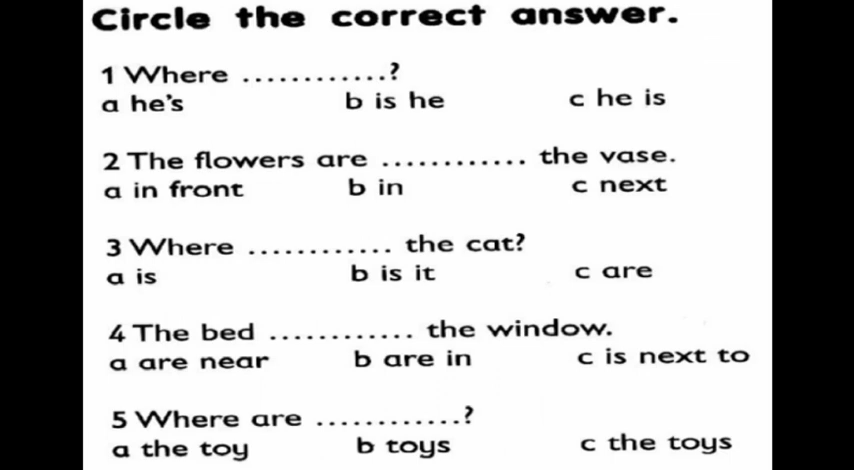 Circle the correct answer.
1 Where ............?
a he's b is he c he is
2 The flowers are ............ the vase.
a in front b in c next
3 Where ............ the cat?
a is b is it c are
4 The bed ............ the window.
a are near b are in c is next to
5 Where are ............?
a the toy b toys c the toys